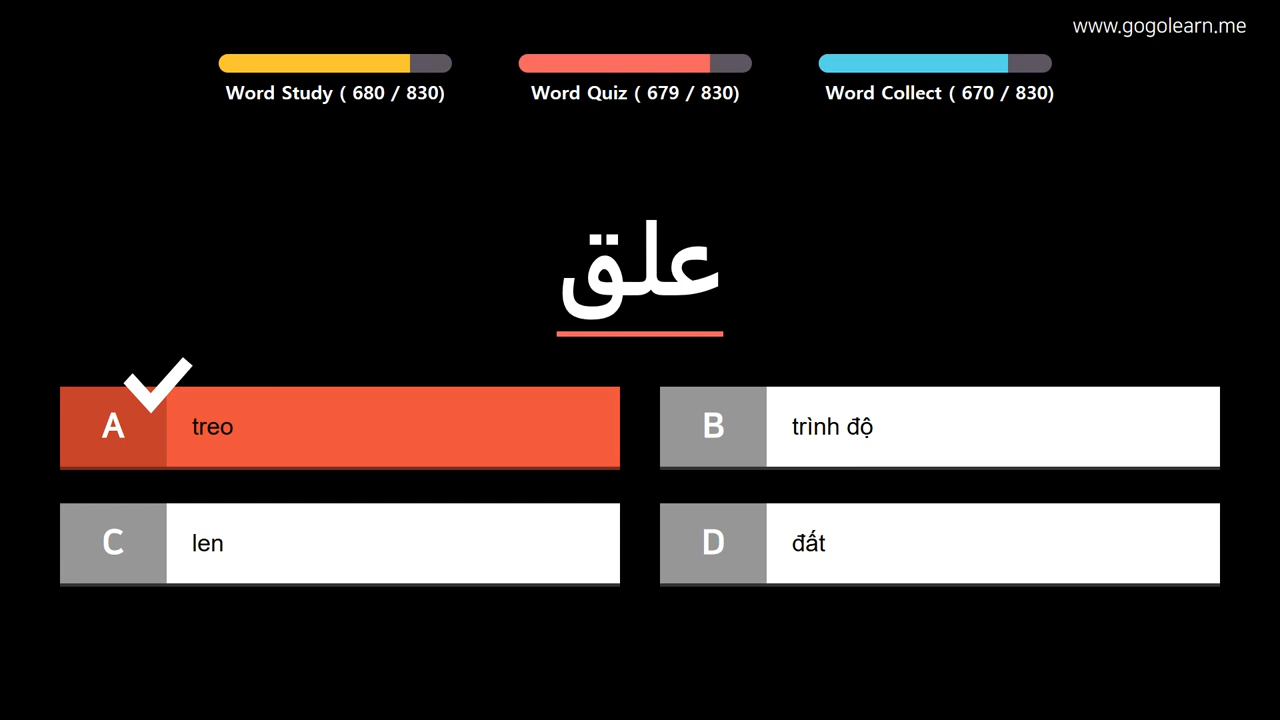 www.gogolearn.me
Word Study ( 680 / 830)
Word Quiz ( 679 / 830)
Word Collect ( 670 / 830)
علق
A treo
B trình độ
C len
D đất